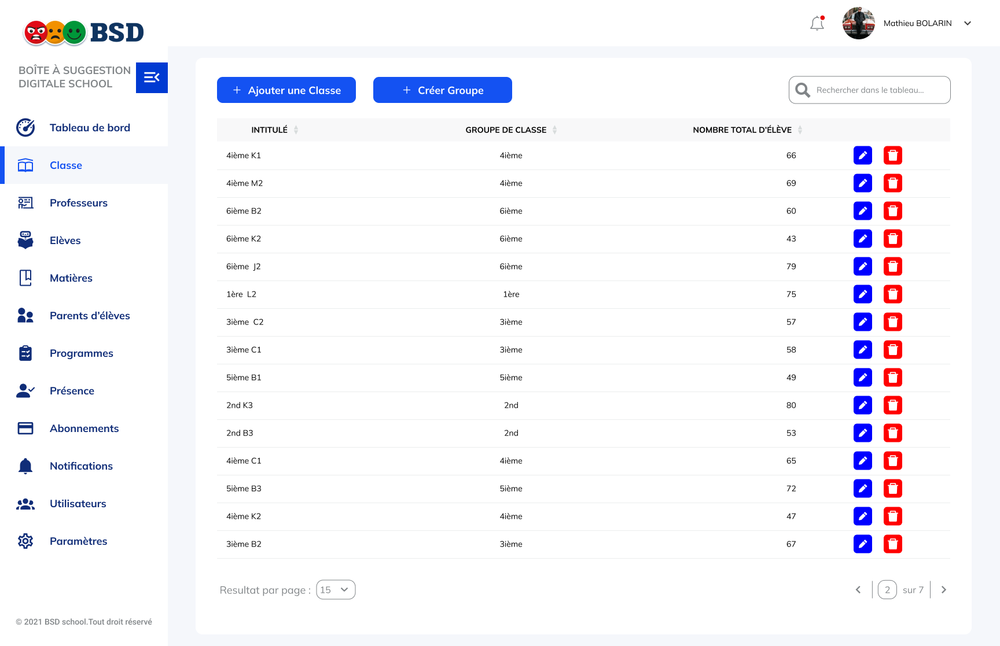 BSD
Mathieu BOLARIN
BOÎTE À SUGGESTION
DIGITALE SCHOOL
Tableau de bord
Classe
Professeurs
Elèves
Matières
Parents d'élèves
Programmes
Présence
Abonnements
Notifications
Utilisateurs
Paramètres
© 2021 BSD school.Tout droit réservé
+ Ajouter une Classe
+ Créer Groupe
Rechercher dans le tableau...
INTITULÉ GROUPE DE CLASSE NOMBRE TOTAL D'ÉLÈVE
4ième K1 4ième 66
4ième M2 4ième 69
6ième B2 6ième 60
6ième K2 6ième 43
6ième J2 6ième 79
1ère L2 1ère 75
3ième C2 3ième 57
3ième C1 3ième 58
5ième B1 5ième 49
2nd K3 2nd 80
2nd B3 2nd 53
4ième C1 4ième 65
5ième B3 5ième 72
4ième K2 4ième 47
3ième B2 3ième 67
Resultat par page : 15
2 sur 7